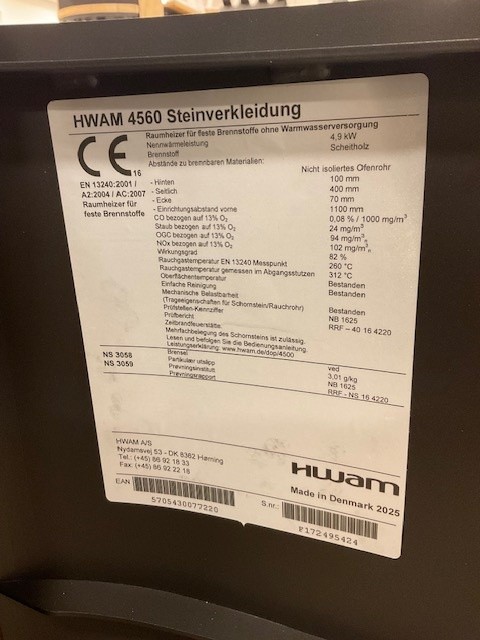 HWAM 4560 Steinverkleidung
CE 16
EN 13240:2001 /
A2:2004 / AC:2007
Raumheizer für
feste Brennstoffe
Raumheizer für feste Brennstoffe ohne Warmwasserversorgung
Nennwärmeleistung 4,9 kW
Brennstoff Scheitholz
Abstände zu brennbaren Materialien:
Nicht isoliertes Ofenrohr
- Hinten 100 mm
- Seitlich 400 mm
- Ecke 70 mm
- Einrichtungsabstand vorne 1100 mm
CO bezogen auf 13% O₂ 0,08 % / 1000 mg/m³
Staub bezogen auf 13% O₂ 24 mg/m³
OGC bezogen auf 13% O₂ 94 mg/m³n
NOx bezogen auf 13% O₂ 102 mg/m³n
Wirkungsgrad 82 %
Rauchgastemperatur EN 13240 Messpunkt 260 °C
Rauchgastemperatur gemessen im Abgangsstutzen 312 °C
Oberflächentemperatur Bestanden
Einfache Reinigung Bestanden
Mechanische Belastbarkeit
(Trageeigenschaften für Schornstein/Rauchrohr) Bestanden
Prüfstellen-Kennziffer NB 1625
Prüfbericht RRF – 40 16 4220
Zeitbrandfeuerstätte.
Mehrfachbelegung des Schornsteins ist zulässig.
Lesen und befolgen Sie die Bedienungsanleitung.
Leistungserklärung: www.hwam.de/dop/4500
NS 3058
NS 3059
Brensel ved
Partikulær utslipp 3,01 g/kg
Prøvningsinstitutt NB 1625
Prøvningsrapport RRF - NS 16 4220
HWAM A/S
Nydamsvej 53 - DK 8362 Hørning
Tel.: (+45) 86 92 18 33
Fax: (+45) 86 92 22 18
HWAM
Made in Denmark 2025
EAN
5705430077220
S.nr.:
F172495424